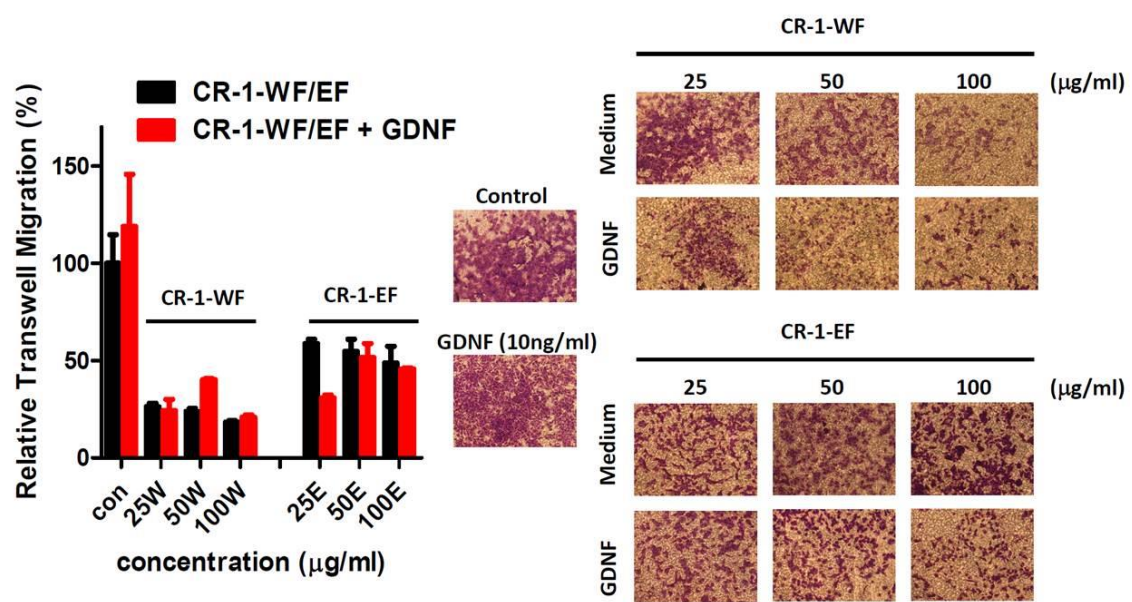 CR-1-WF/EF
CR-1-WF/EF + GDNF
Relative Transwell Migration (%)
150
100
50
0
CR-1-WF
CR-1-EF
con
25W
50W
100W
25E
50E
100E
concentration (μg/ml)
Control
GDNF (10ng/ml)
CR-1-WF
25 50 100 (μg/ml)
Medium
GDNF
CR-1-EF
25 50 100 (μg/ml)
Medium
GDNF